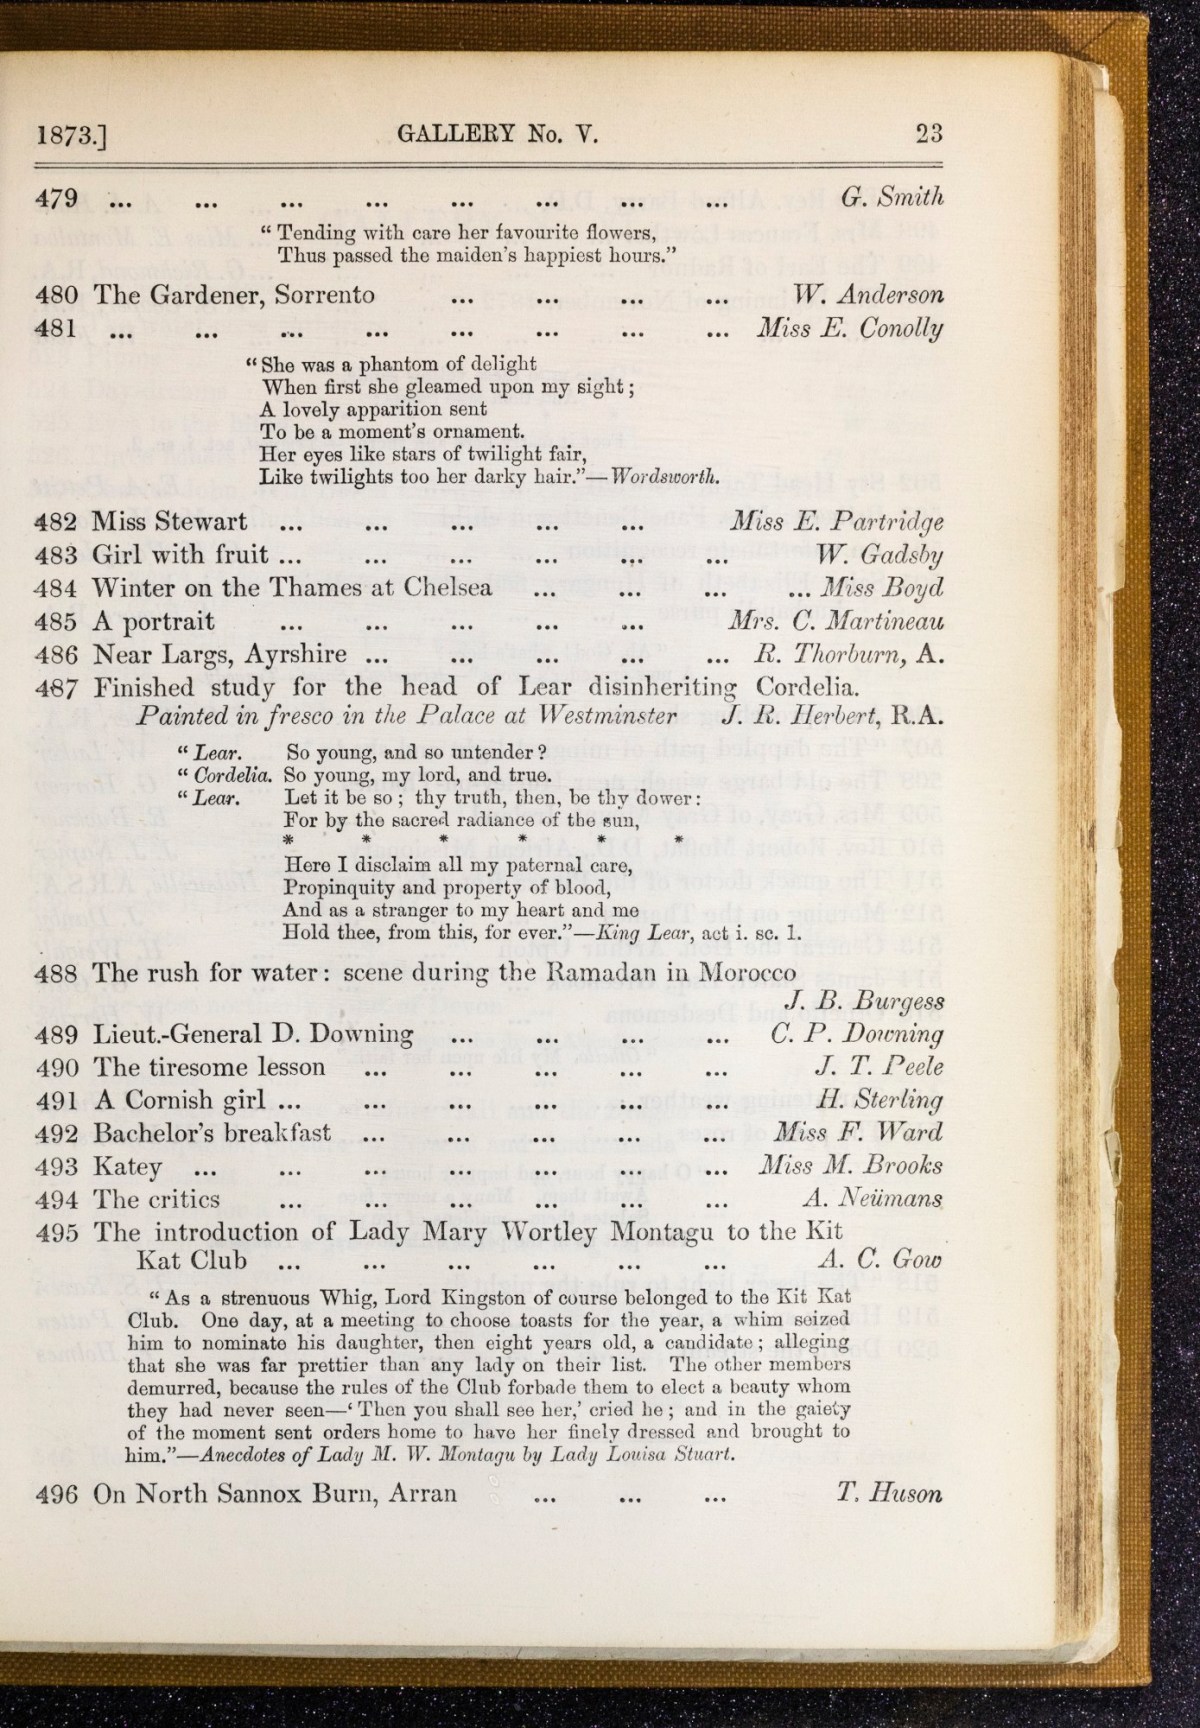 1873.] GALLERY No. V. 23
479 ... ... ... ... ... ... ... ... G. Smith
“ Tending with care her favourite flowers,
Thus passed the maiden’s happiest hours.”
480 The Gardener, Sorrento ... ... ... ... W. Anderson
481 ... ... ... ... ... ... ... ... Miss E. Conolly
“ She was a phantom of delight
When first she gleamed upon my sight ;
A lovely apparition sent
To be a moment’s ornament.
Her eyes like stars of twilight fair,
Like twilights too her darky hair.”—Wordsworth.
482 Miss Stewart ... ... ... ... ... Miss E. Partridge
483 Girl with fruit ... ... ... ... ... ... W. Gadsby
484 Winter on the Thames at Chelsea ... ... ... ... Miss Boyd
485 A portrait ... ... ... ... ... Mrs. C. Martineau
486 Near Largs, Ayrshire ... ... ... ... ... R. Thorburn, A.
487 Finished study for the head of Lear disinheriting Cordelia.
Painted in fresco in the Palace at Westminster J. R. Herbert, R.A.
“ Lear. So young, and so untender ?
“ Cordelia. So young, my lord, and true.
“ Lear. Let it be so ; thy truth, then, be thy dower :
For by the sacred radiance of the sun,
* * * * * *
Here I disclaim all my paternal care,
Propinquity and property of blood,
And as a stranger to my heart and me
Hold thee, from this, for ever.”—King Lear, act i. sc. 1.
488 The rush for water : scene during the Ramadan in Morocco
J. B. Burgess
489 Lieut.-General D. Downing ... ... ... ... C. P. Downing
490 The tiresome lesson ... ... ... ... ... J. T. Peele
491 A Cornish girl ... ... ... ... ... ... H. Sterling
492 Bachelor’s breakfast ... ... ... ... ... Miss F. Ward
493 Katey ... ... ... ... ... ... ... Miss M. Brooks
494 The critics ... ... ... ... ... ... A. Neümans
495 The introduction of Lady Mary Wortley Montagu to the Kit
Kat Club ... ... ... ... ... ... A. C. Gow
“ As a strenuous Whig, Lord Kingston of course belonged to the Kit Kat
Club. One day, at a meeting to choose toasts for the year, a whim seized
him to nominate his daughter, then eight years old, a candidate ; alleging
that she was far prettier than any lady on their list. The other members
demurred, because the rules of the Club forbade them to elect a beauty whom
they had never seen—‘ Then you shall see her,’ cried he ; and in the gaiety
of the moment sent orders home to have her finely dressed and brought to
him.”—Anecdotes of Lady M. W. Montagu by Lady Louisa Stuart.
496 On North Sannox Burn, Arran ... ... ... T. Huson